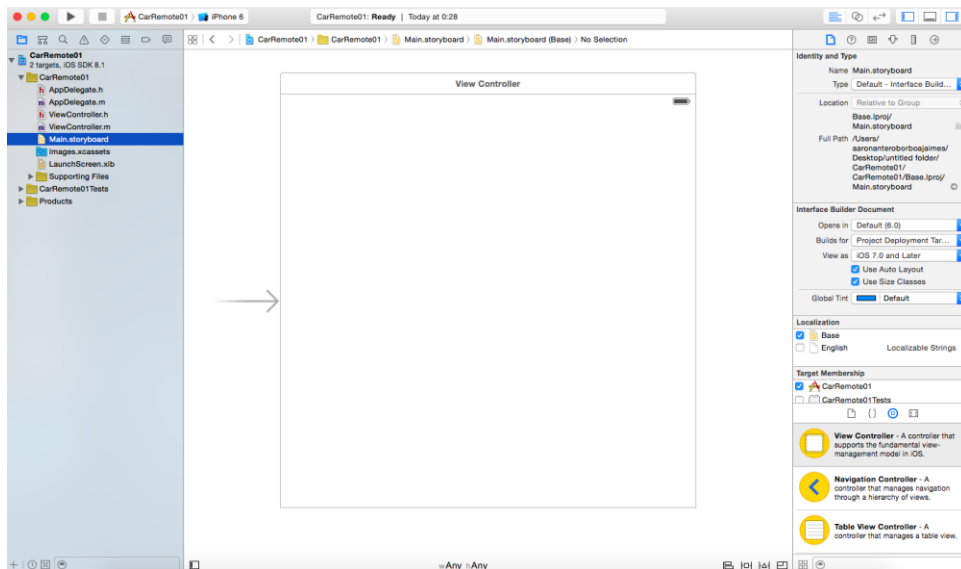 CarRemote01 iPhone 6
CarRemote01: Ready | Today at 0:28
CarRemote01 CarRemote01 Main.storyboard Main.storyboard (Base) No Selection
CarRemote01
2 targets, iOS SDK 8.1
CarRemote01
AppDelegate.h
AppDelegate.m
ViewController.h
ViewController.m
Main.storyboard
Images.xcassets
LaunchScreen.xib
Supporting Files
CarRemote01Tests
Products
View Controller
wAny hAny
Identity and Type
Name Main.storyboard
Type Default - Interface Build...
Location Relative to Group
Base.lproj/
Main.storyboard
Full Path /Users/
aaronanteroborboajaimes/
Desktop/untitled folder/
CarRemote01/
CarRemote01/Base.lproj/
Main.storyboard
Interface Builder Document
Opens in Default (6.0)
Builds for Project Deployment Tar...
View as iOS 7.0 and Later
Use Auto Layout
Use Size Classes
Global Tint Default
Localization
Base
English Localizable Strings
Target Membership
CarRemote01
CarRemote01Tests
View Controller - A controller that
supports the fundamental view-
management model in iOS.
Navigation Controller - A
controller that manages navigation
through a hierarchy of views.
Table View Controller - A
controller that manages a table view.